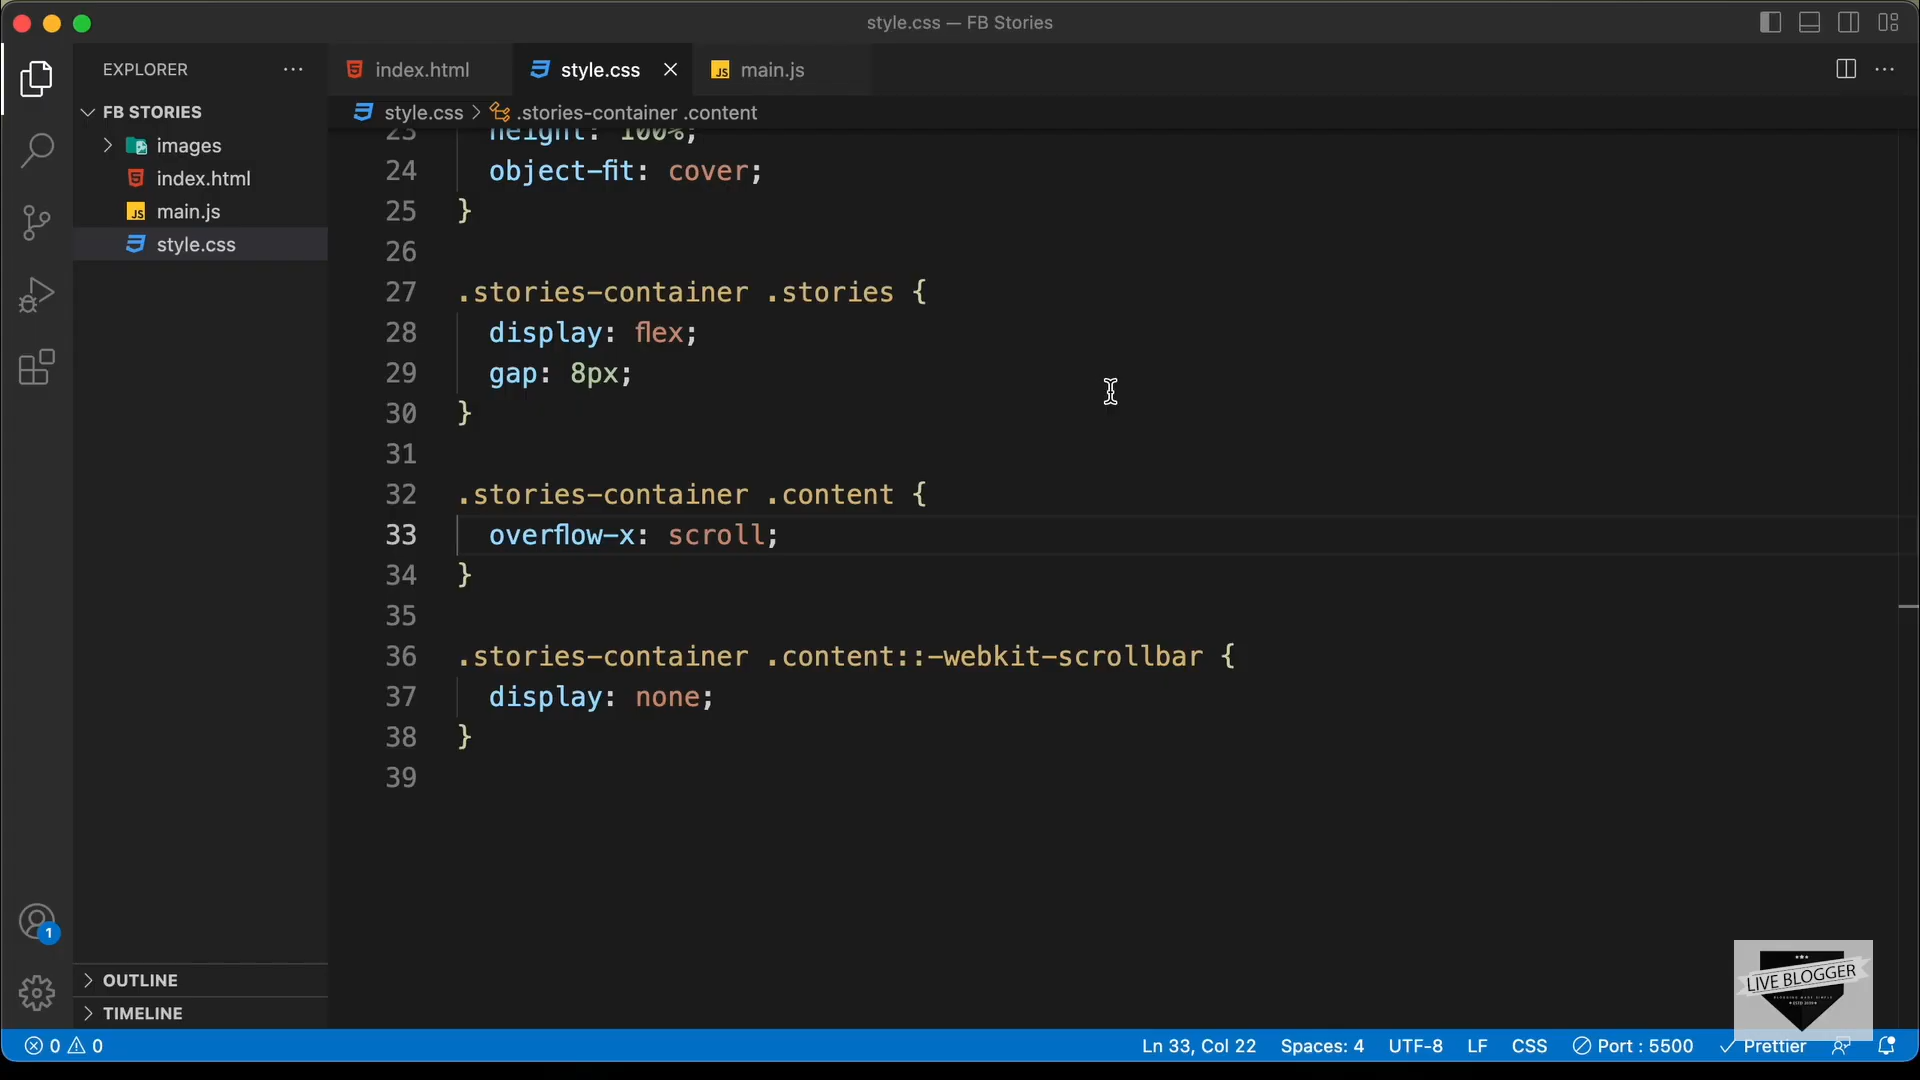 style.css — FB Stories
EXPLORER
index.html
style.css
main.js
FB STORIES
style.css > .stories-container .content
images
index.html
main.js
style.css
23 height: 100%;
24 object-fit: cover;
25 }
26
27 .stories-container .stories {
28 display: flex;
29 gap: 8px;
30 }
31
32 .stories-container .content {
33 overflow-x: scroll;
34 }
35
36 .stories-container .content::-webkit-scrollbar {
37 display: none;
38 }
39
1
OUTLINE
TIMELINE
LIVE BLOGGER
0 0
Ln 33, Col 22
Spaces: 4
UTF-8
LF
CSS
Port : 5500
Prettier